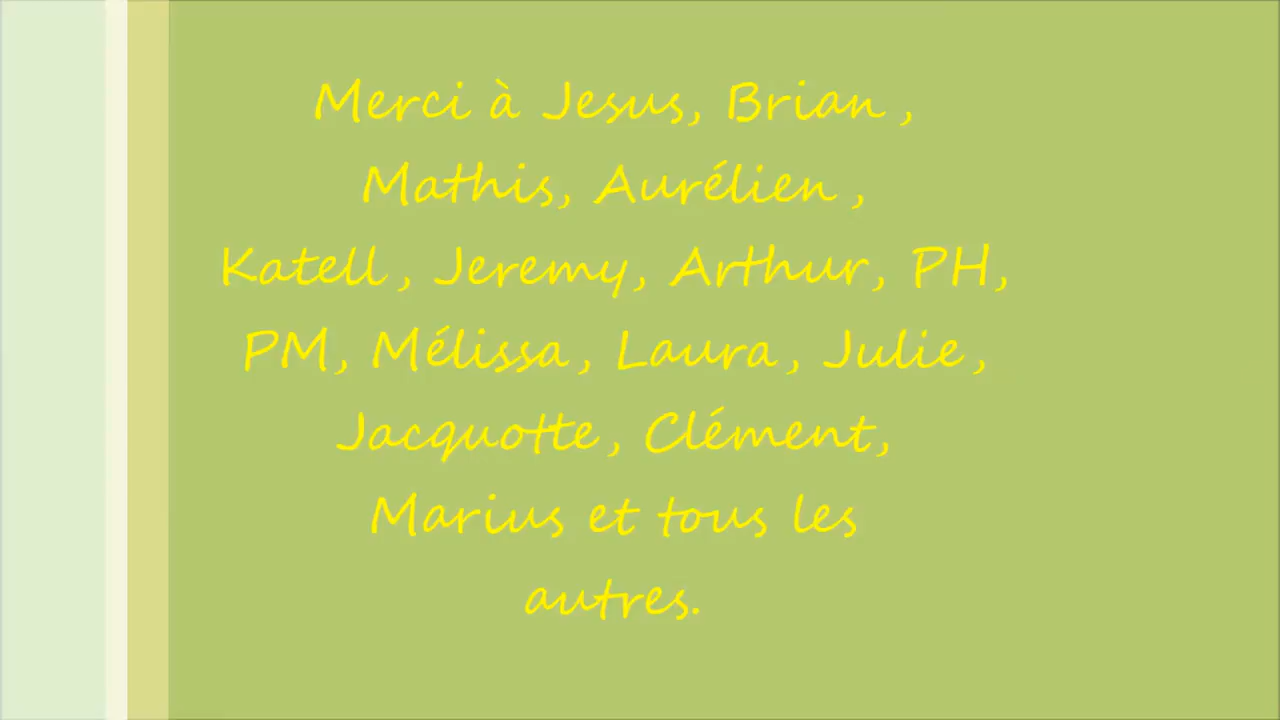 Merci à Jesus, Brian ,
Mathis, Aurélien ,
Katell , Jeremy, Arthur, PH,
PM, Mélissa , Laura , Julie ,
Jacquotte , Clément,
Marius et tous les
autres.